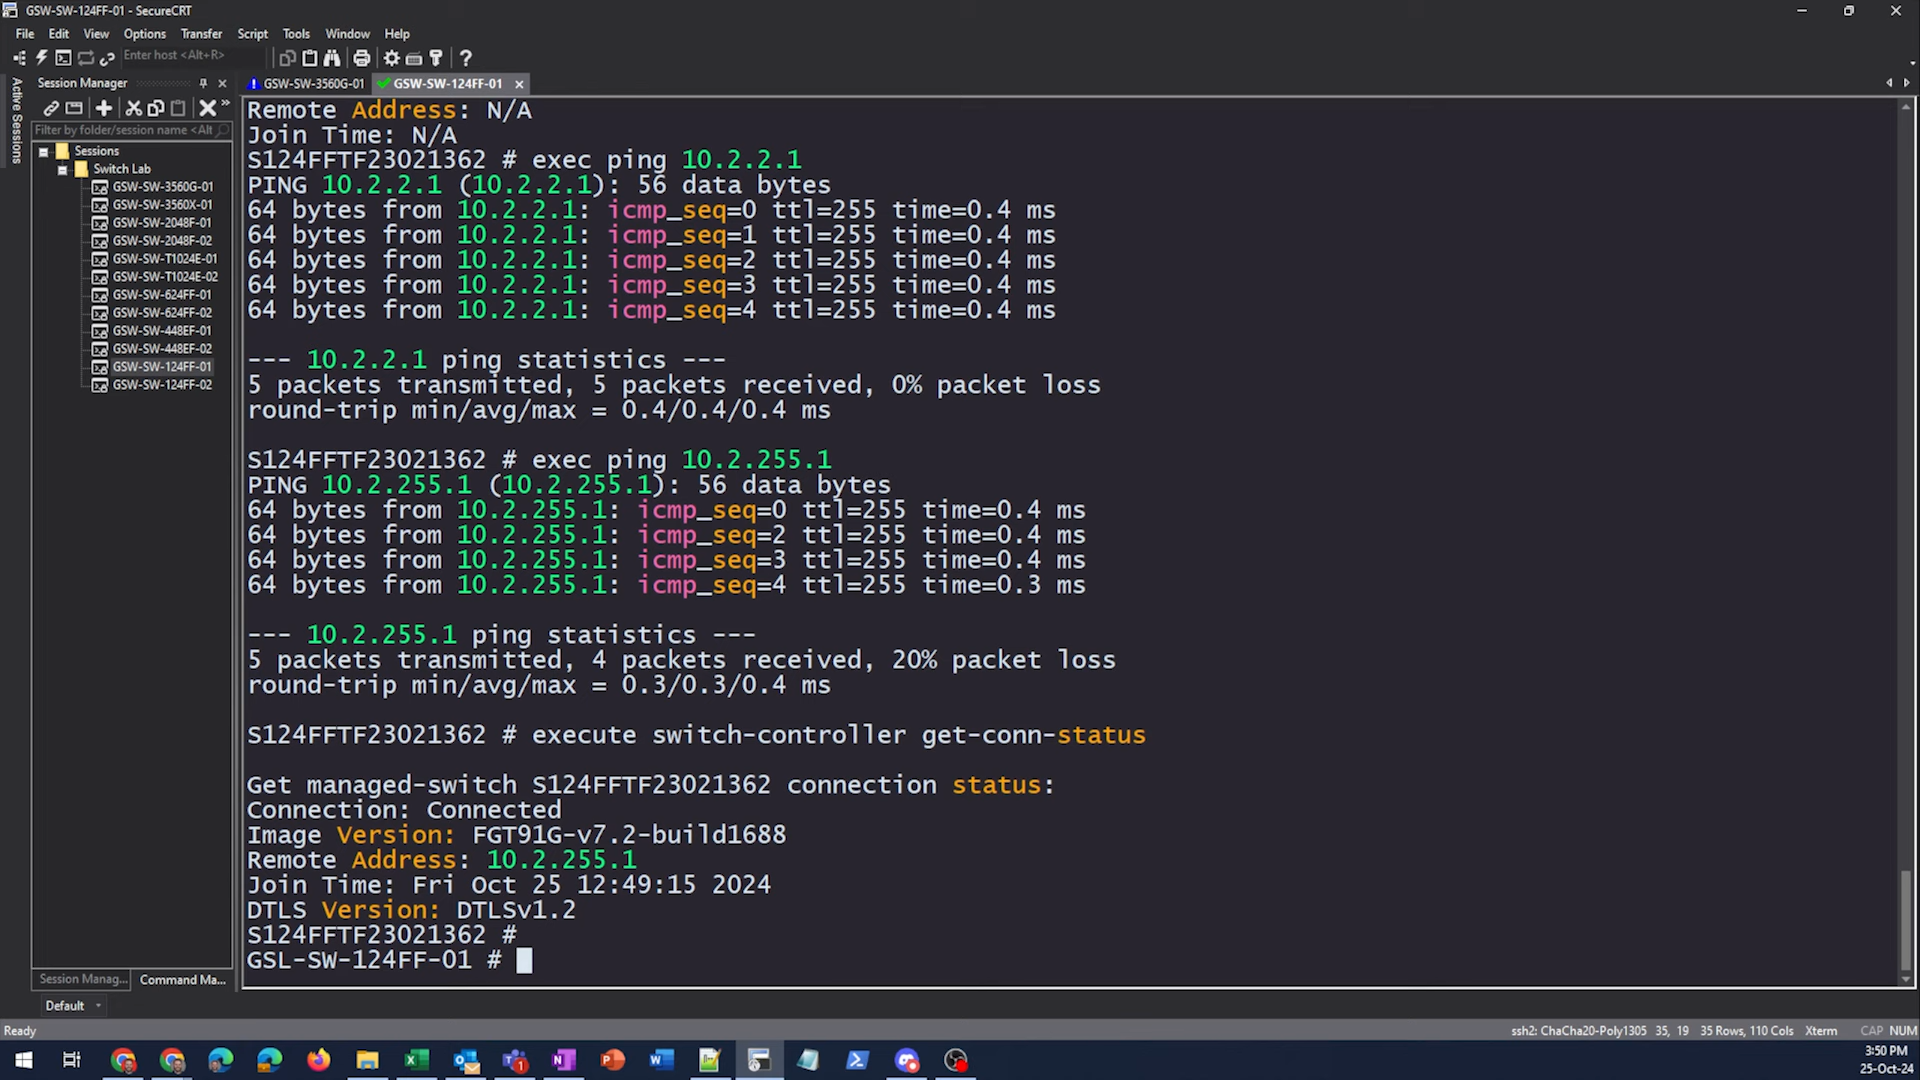 GSW-SW-124FF-01 - SecureCRT
File Edit View Options Transfer Script Tools Window Help
Enter host <Alt+R>
Session Manager
GSW-SW-3560G-01
GSW-SW-124FF-01
Active Sessions
Filter by folder/session name <Alt
Sessions
Switch Lab
GSW-SW-3560G-01
GSW-SW-3560X-01
GSW-SW-2048F-01
GSW-SW-2048F-02
GSW-SW-T1024E-01
GSW-SW-T1024E-02
GSW-SW-624FF-01
GSW-SW-624FF-02
GSW-SW-448EF-01
GSW-SW-448EF-02
GSW-SW-124FF-01
GSW-SW-124FF-02
Remote Address: N/A
Join Time: N/A
S124FFTF23021362 # exec ping 10.2.2.1
PING 10.2.2.1 (10.2.2.1): 56 data bytes
64 bytes from 10.2.2.1: icmp_seq=0 ttl=255 time=0.4 ms
64 bytes from 10.2.2.1: icmp_seq=1 ttl=255 time=0.4 ms
64 bytes from 10.2.2.1: icmp_seq=2 ttl=255 time=0.4 ms
64 bytes from 10.2.2.1: icmp_seq=3 ttl=255 time=0.4 ms
64 bytes from 10.2.2.1: icmp_seq=4 ttl=255 time=0.4 ms
--- 10.2.2.1 ping statistics ---
5 packets transmitted, 5 packets received, 0% packet loss
round-trip min/avg/max = 0.4/0.4/0.4 ms
S124FFTF23021362 # exec ping 10.2.255.1
PING 10.2.255.1 (10.2.255.1): 56 data bytes
64 bytes from 10.2.255.1: icmp_seq=0 ttl=255 time=0.4 ms
64 bytes from 10.2.255.1: icmp_seq=2 ttl=255 time=0.4 ms
64 bytes from 10.2.255.1: icmp_seq=3 ttl=255 time=0.4 ms
64 bytes from 10.2.255.1: icmp_seq=4 ttl=255 time=0.3 ms
--- 10.2.255.1 ping statistics ---
5 packets transmitted, 4 packets received, 20% packet loss
round-trip min/avg/max = 0.3/0.3/0.4 ms
S124FFTF23021362 # execute switch-controller get-conn-status
Get managed-switch S124FFTF23021362 connection status:
Connection: Connected
Image Version: FGT91G-v7.2-build1688
Remote Address: 10.2.255.1
Join Time: Fri Oct 25 12:49:15 2024
DTLS Version: DTLSv1.2
S124FFTF23021362 #
GSL-SW-124FF-01 #
Session Manag... Command Ma...
Default
Ready
ssh2: ChaCha20-Poly1305 35, 19 35 Rows, 110 Cols Xterm CAP NUM
3:50 PM
25-Oct-24